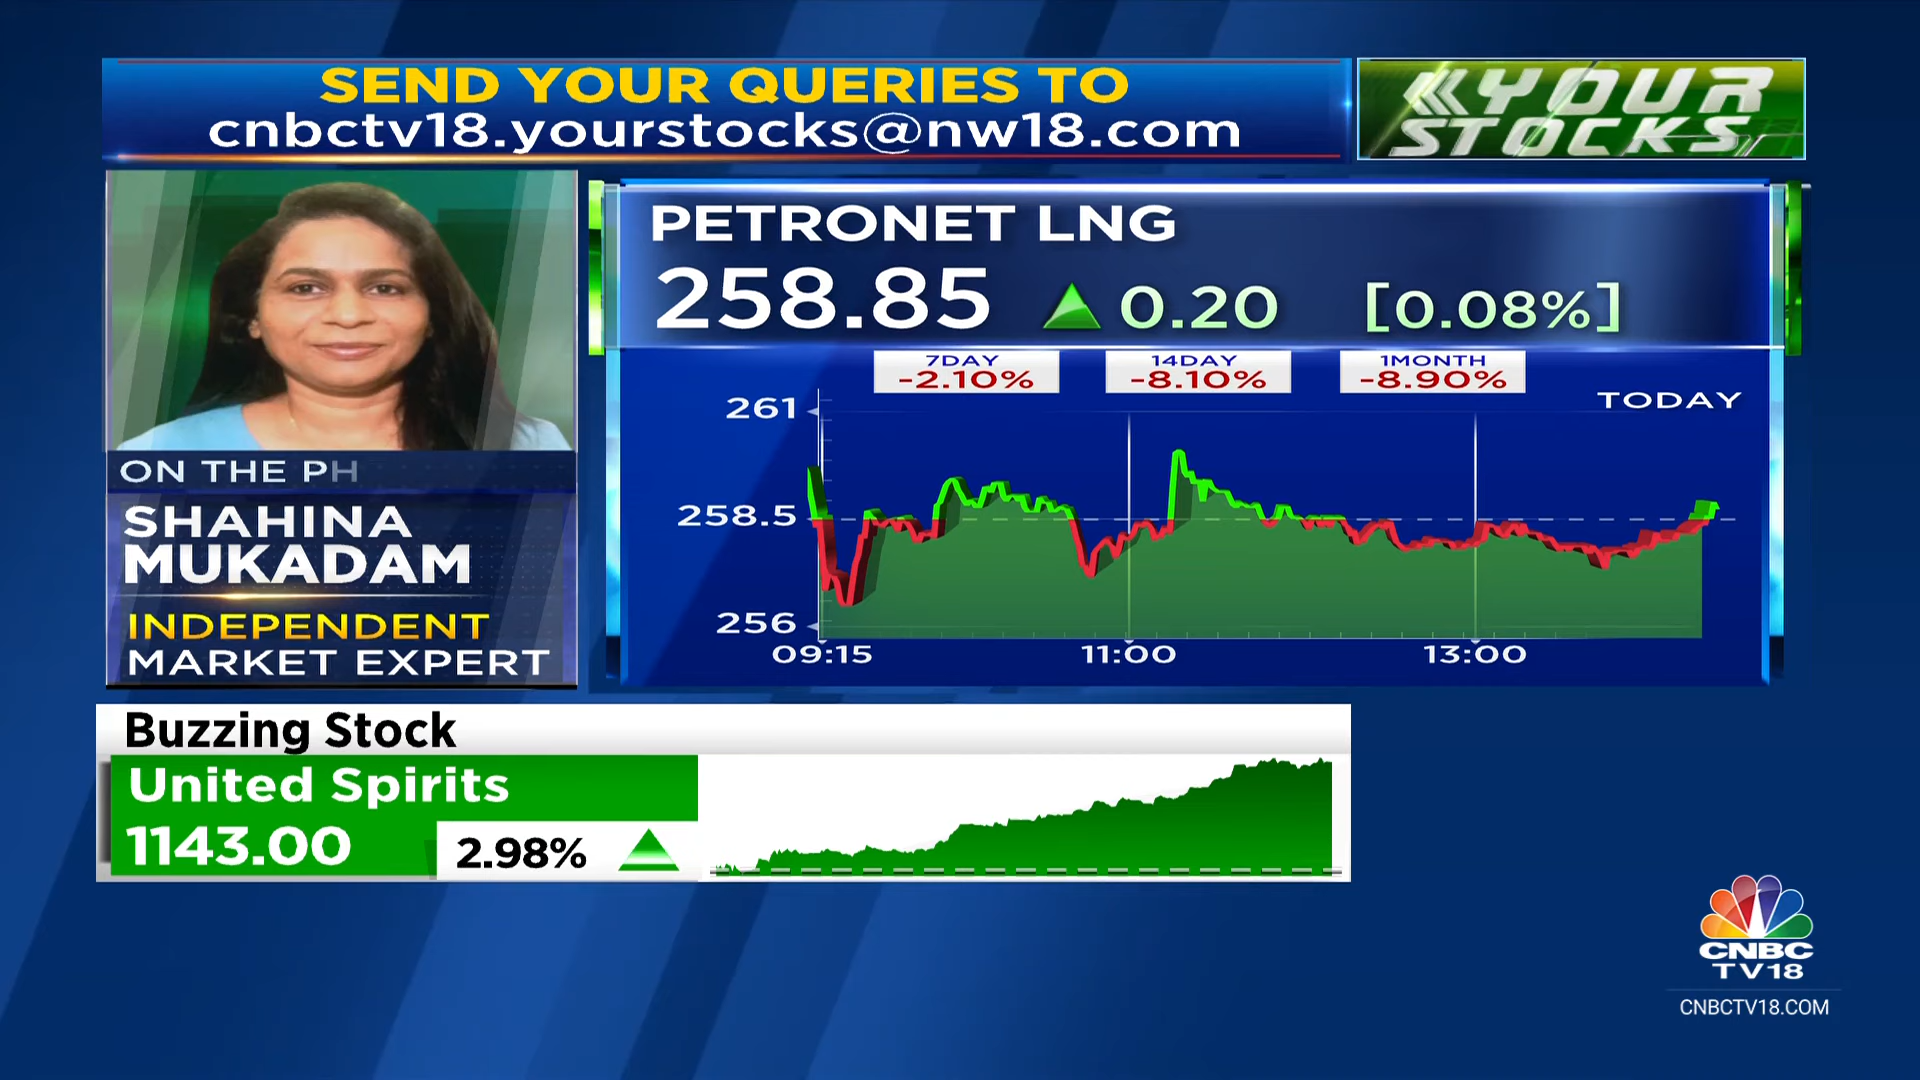 SEND YOUR QUERIES TO
cnbctv18.yourstocks@nw18.com
YOUR
STOCKS
PETRONET LNG
258.85 0.20 [0.08%]
7DAY
-2.10%
14DAY
-8.10%
1MONTH
-8.90%
TODAY
261
258.5
256
09:15 11:00 13:00
ON THE PH
SHAHINA
MUKADAM
INDEPENDENT
MARKET EXPERT
Buzzing Stock
United Spirits
1143.00 2.98%
CNBC
TV18
CNBCTV18.COM